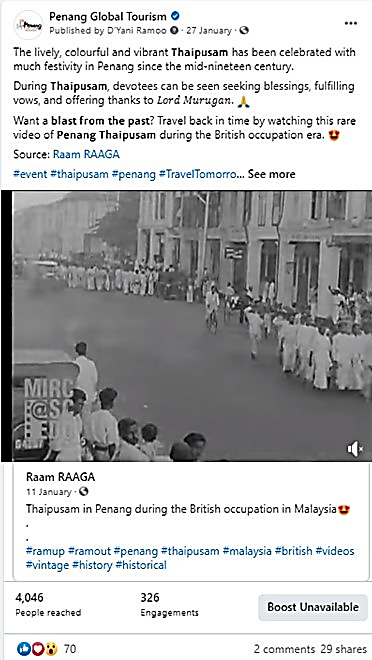 Penang Global Tourism
Published by D'Yani Ramoo · 27 January ·
The lively, colourful and vibrant Thaipusam has been celebrated with
much festivity in Penang since the mid-nineteen century.
During Thaipusam, devotees can be seen seeking blessings, fulfilling
vows, and offering thanks to Lord Murugan. 🙏
Want a blast from the past? Travel back in time by watching this rare
video of Penang Thaipusam during the British occupation era. 🤩
Source: Raam RAAGA
#event #thaipusam #penang #TravelTomorro... See more
MIRC
@SC
EDU
Raam RAAGA
11 January ·
Thaipusam in Penang during the British occupation in Malaysia🤩
.
.
#ramup #ramout #penang #thaipusam #malaysia #british #videos
#vintage #history #historical
4,046
People reached
326
Engagements
Boost Unavailable
70
2 comments 29 shares